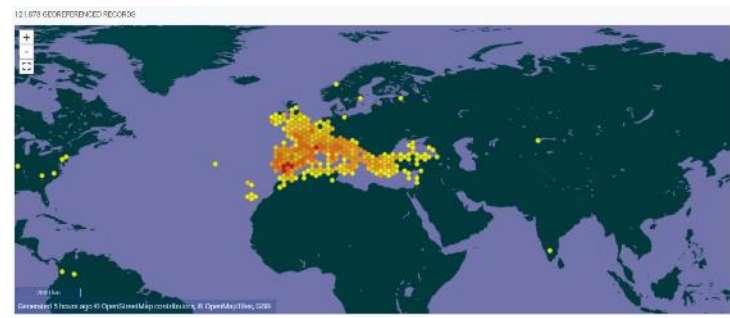 121,878 GEOREFERENCED RECORDS
+
-
Generated 5 hours ago © OpenStreetMap contributors, © OpenMapTiles, GBIF